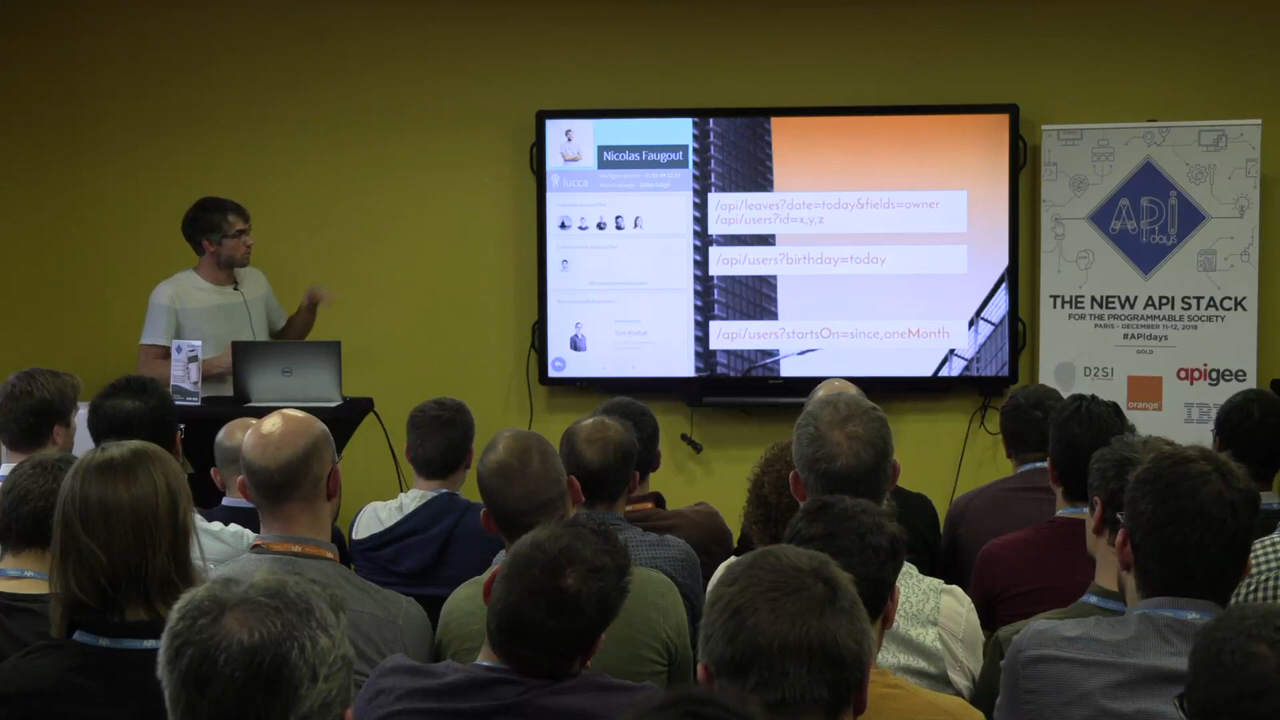 Nicolas Faugout
lucca
/api/leaves?date=today&fields=owner
/api/users?id=x,y,z
/api/users?birthday=today
/api/users?startsOn=since,oneMonth
API
days
THE NEW API STACK
FOR THE PROGRAMMABLE SOCIETY
PARIS - DECEMBER 11-12, 2018
#APIdays
GOLD
D2SI
apigee
orange
IBM
DELL